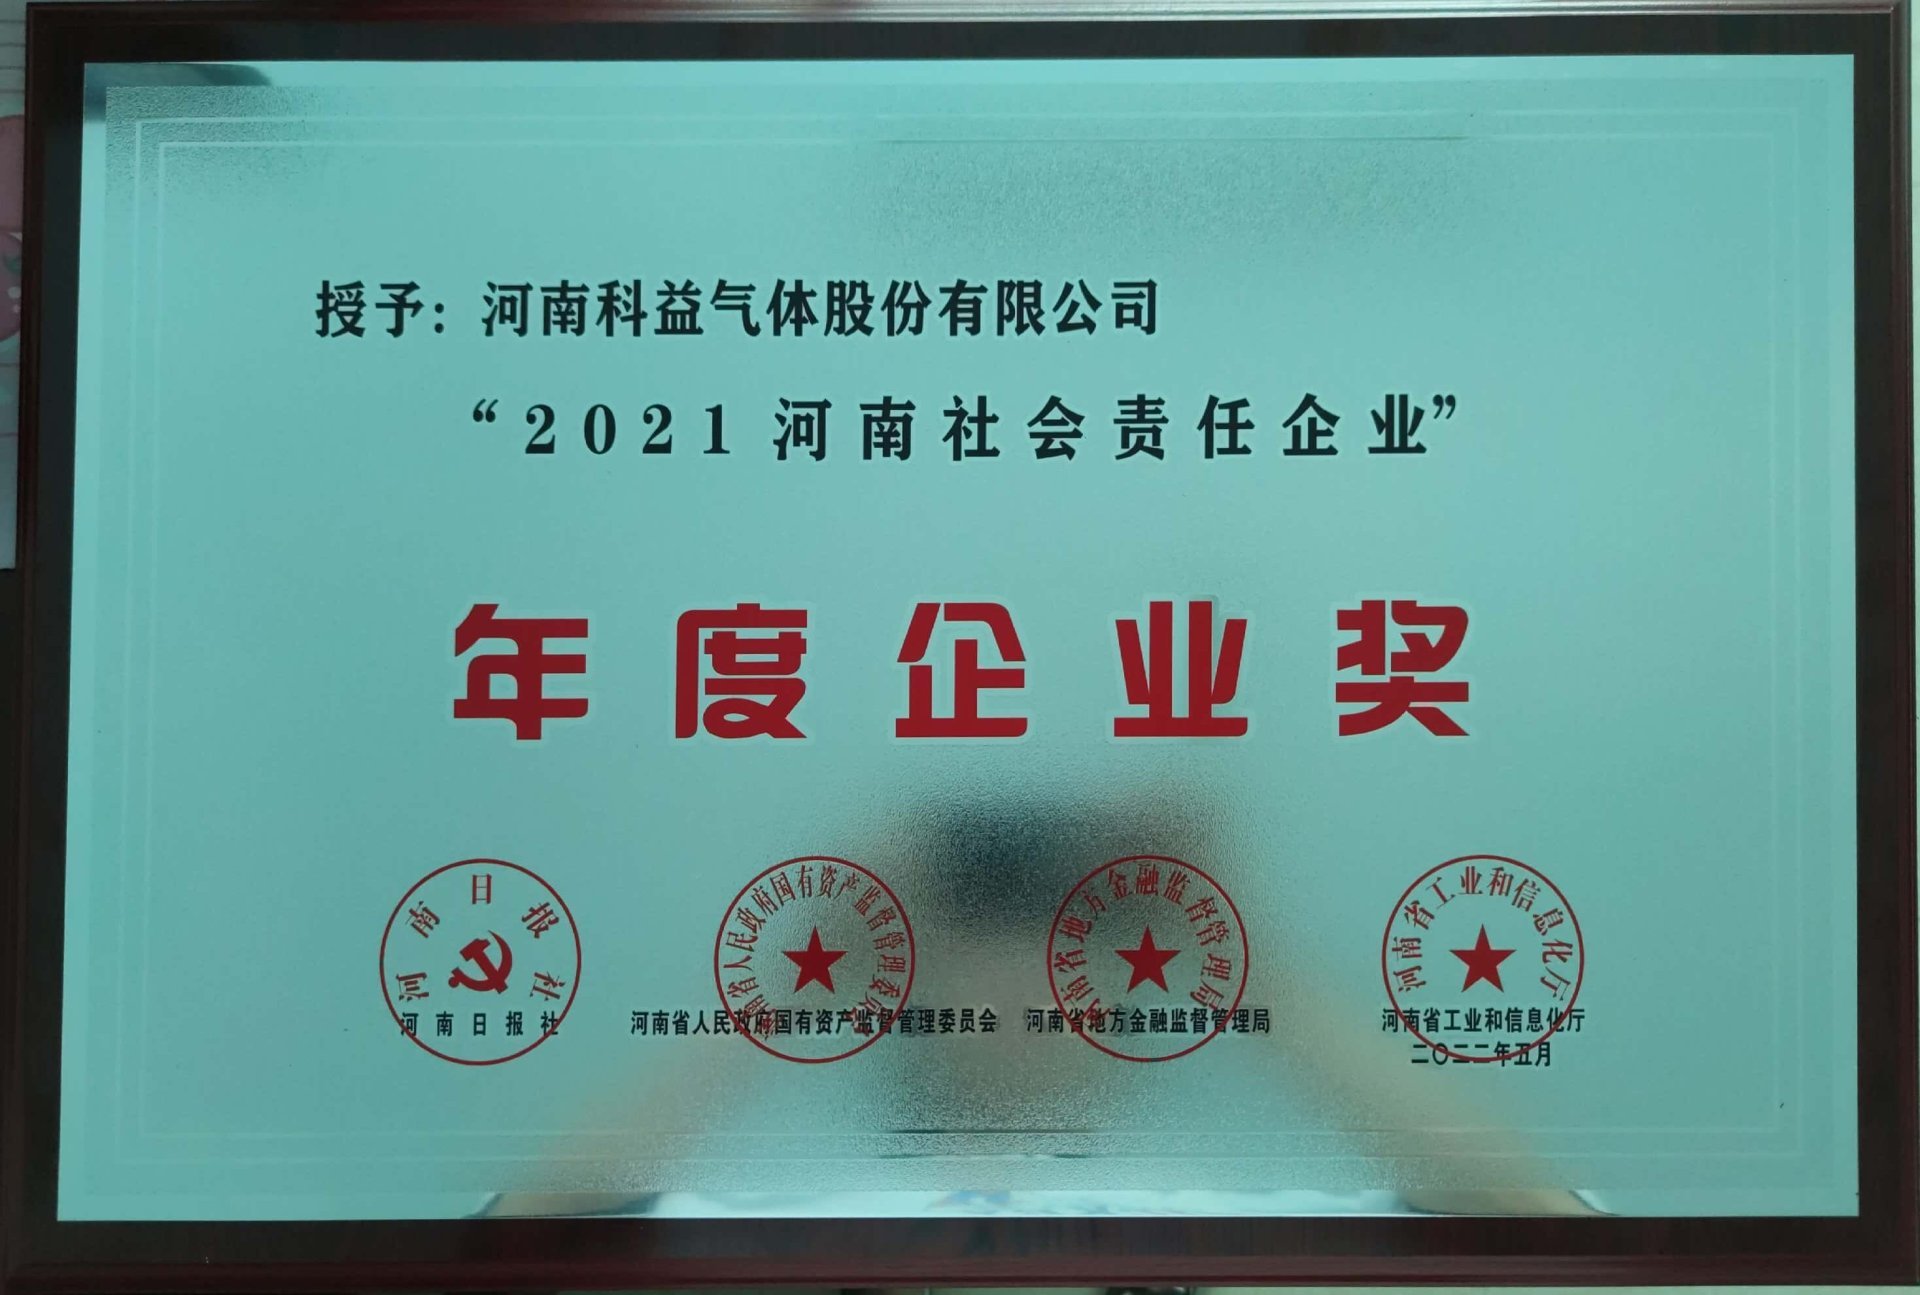 授予：河南科益气体股份有限公司
“2021河南社会责任企业”
年度企业奖
河南日报社
河南省人民政府国有资产监督管理委员会
河南省地方金融监督管理局
河南省工业和信息化厅
河南日报社
河南省人民政府国有资产监督管理委员会
河南省地方金融监督管理局
河南省工业和信息化厅
二〇二二年五月